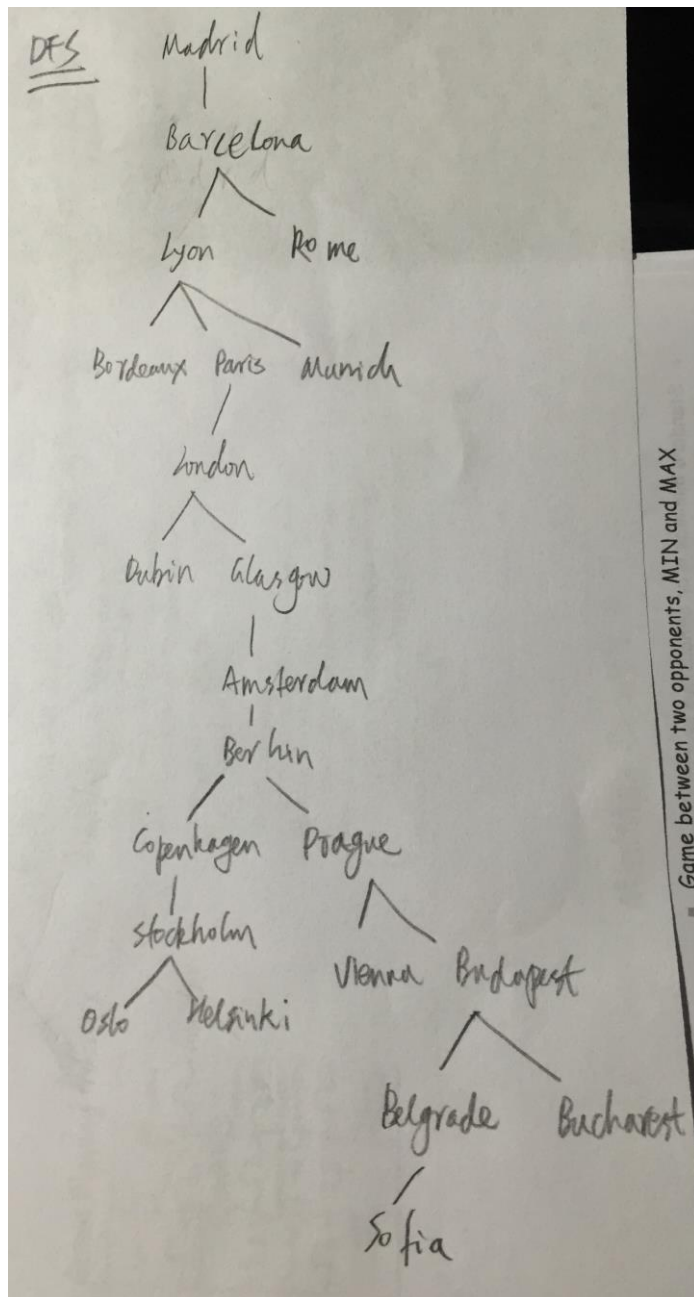 DFS Madrid
Barcelona
Lyon Rome
Bordeaux Paris Munich
London
Dubin Glasgow
Amsterdam
Berlin
Copenhagen Prague
Stockholm
Vienna Budapest
Oslo Helsinki
Belgrade Bucharest
Sofia
Game between two opponents, MIN and MAX